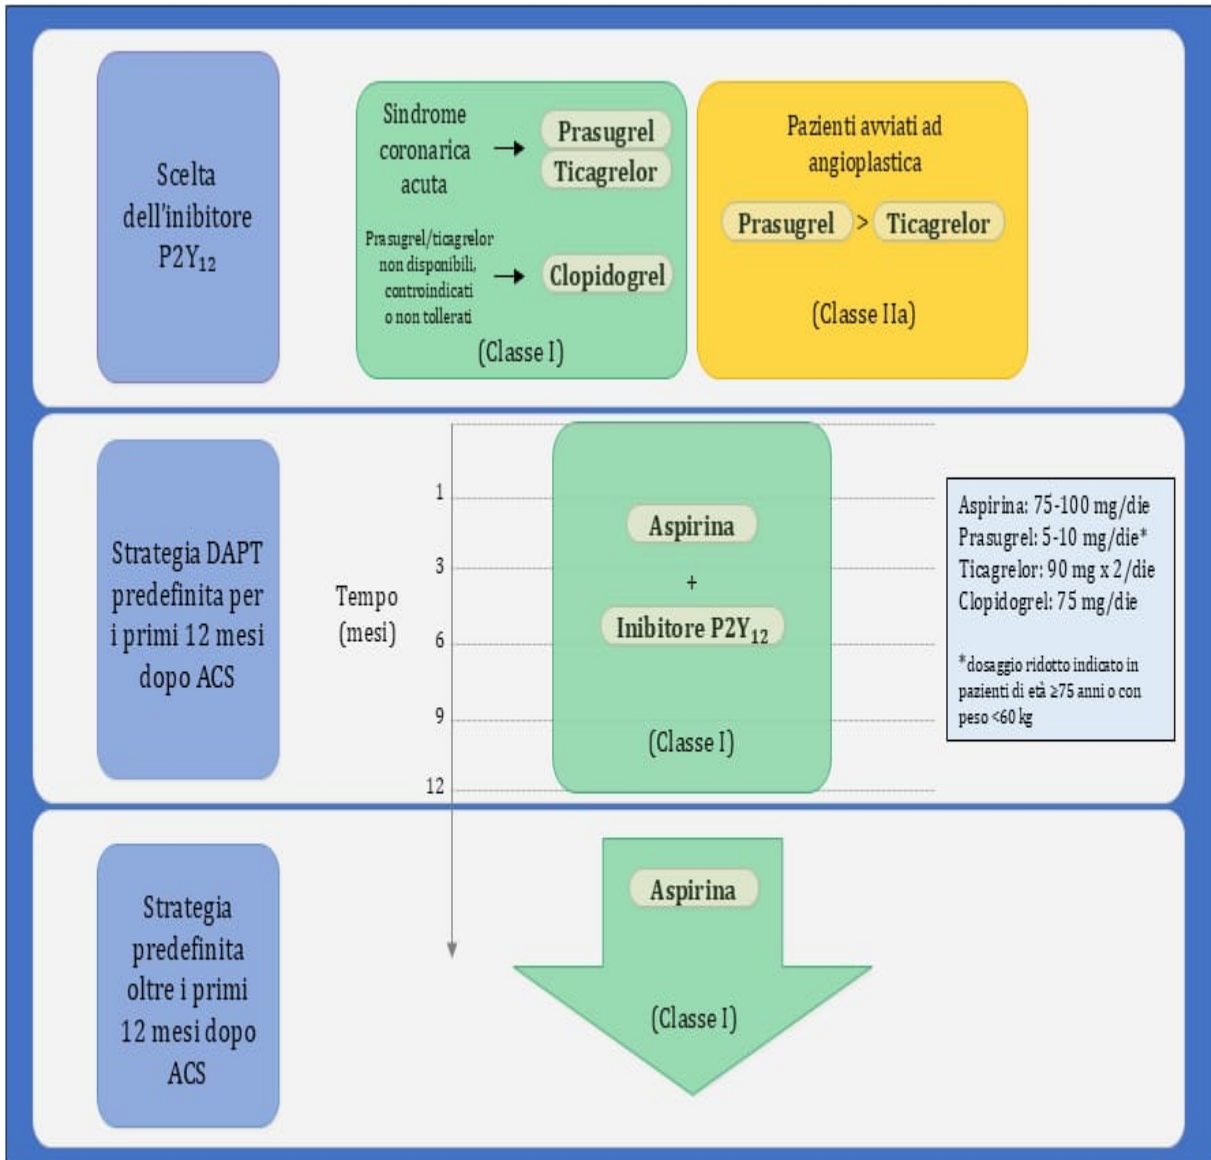 Scelta
dell'inibitore
P2Y₁₂
Sindrome
coronarica
acuta
→
Prasugrel
Ticagrelor
Prasugrel/ticagrelor
non disponibili,
controindicati
o non tollerati
→
Clopidogrel
(Classe I)
Pazienti avviati ad
angioplastica
Prasugrel > Ticagrelor
(Classe IIa)
Strategia DAPT
predefinita per
i primi 12 mesi
dopo ACS
Tempo
(mesi)
1
3
6
9
12
Aspirina
+
Inibitore P2Y₁₂
(Classe I)
Aspirina: 75-100 mg/die
Prasugrel: 5-10 mg/die*
Ticagrelor: 90 mg x 2/die
Clopidogrel: 75 mg/die
*dosaggio ridotto indicato in
pazienti di età ≥75 anni o con
peso <60 kg
Strategia
predefinita
oltre i primi
12 mesi dopo
ACS
Aspirina
(Classe I)